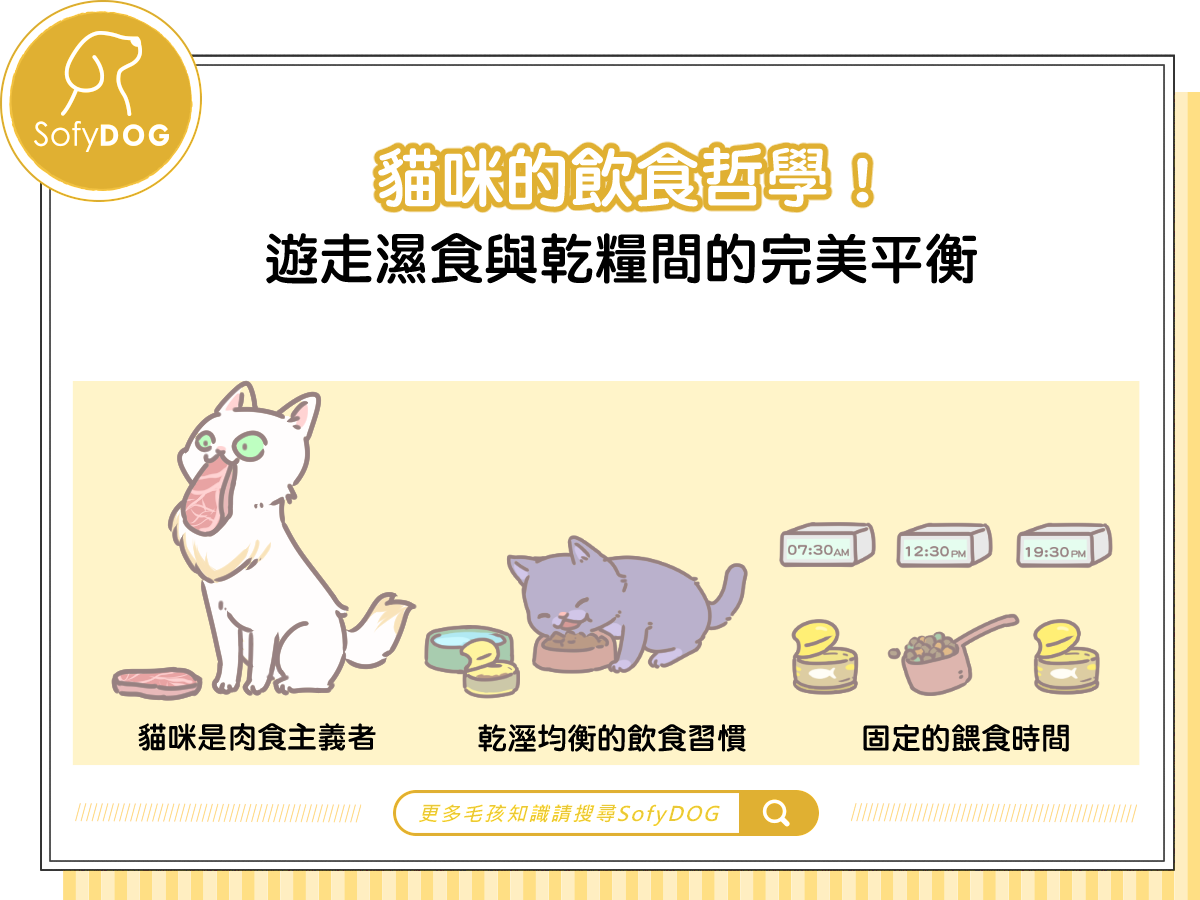 SofyDOG
貓咪的飲食哲學！
遊走濕食與乾糧間的完美平衡
07:30AM
12:30PM
19:30PM
貓咪是肉食主義者
乾溼均衡的飲食習慣
固定的餵食時間
更多毛孩知識請搜尋SofyDOG